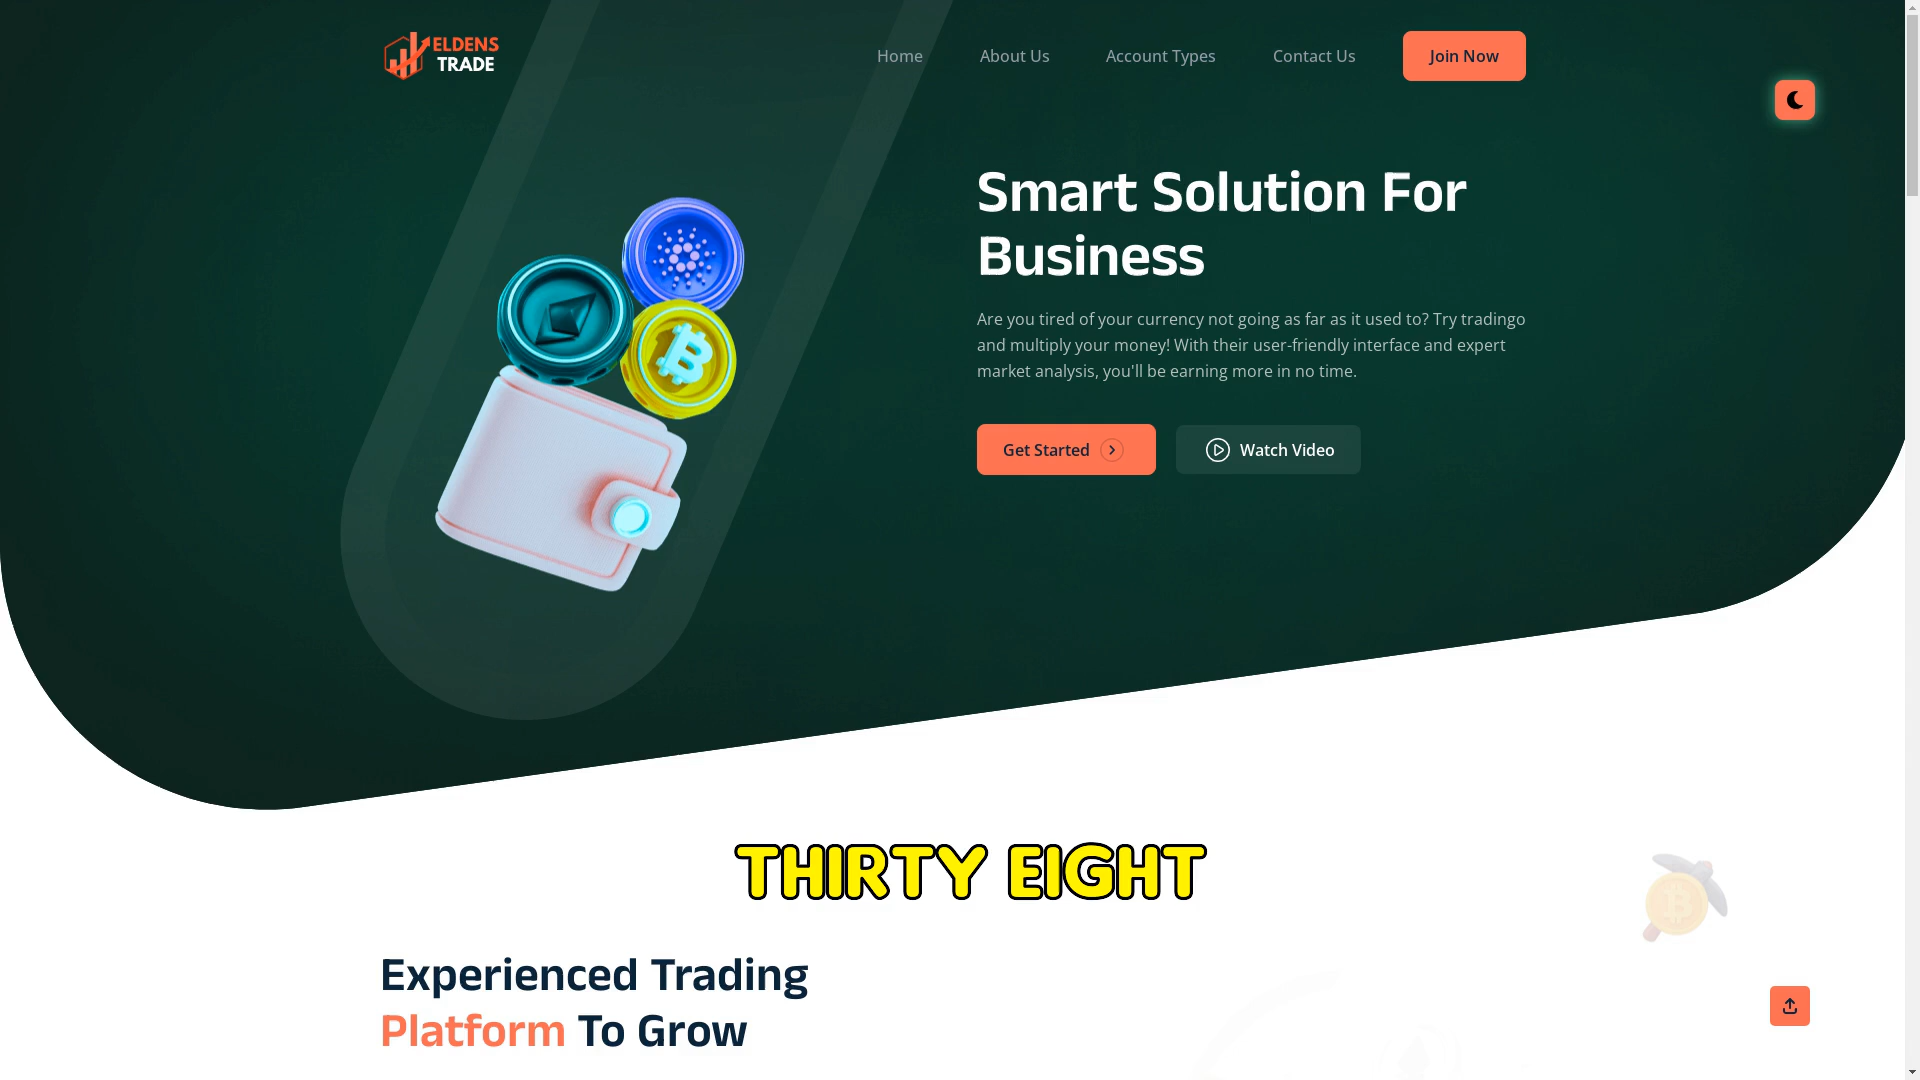 ELDENS
TRADE
Home About Us Account Types Contact Us Join Now
Smart Solution For
Business
Are you tired of your currency not going as far as it used to? Try tradingo
and multiply your money! With their user-friendly interface and expert
market analysis, you'll be earning more in no time.
Get Started Watch Video
THIRTY EIGHT
Experienced Trading
Platform To Grow